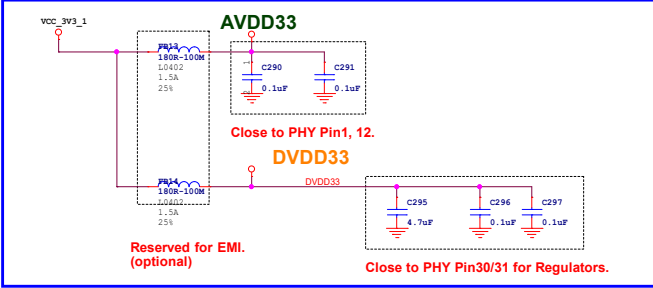 VCC_3V3_1
AVDD33
FB13
180R-100M
L0402
1.5A
25%
1
2
C290
0.1uF
C291
0.1uF
Close to PHY Pin1, 12.
DVDD33
FB14
180R-100M
L0402
1.5A
25%
DVDD33
C295
4.7uF
C296
0.1uF
C297
0.1uF
Reserved for EMI.
(optional)
Close to PHY Pin30/31 for Regulators.